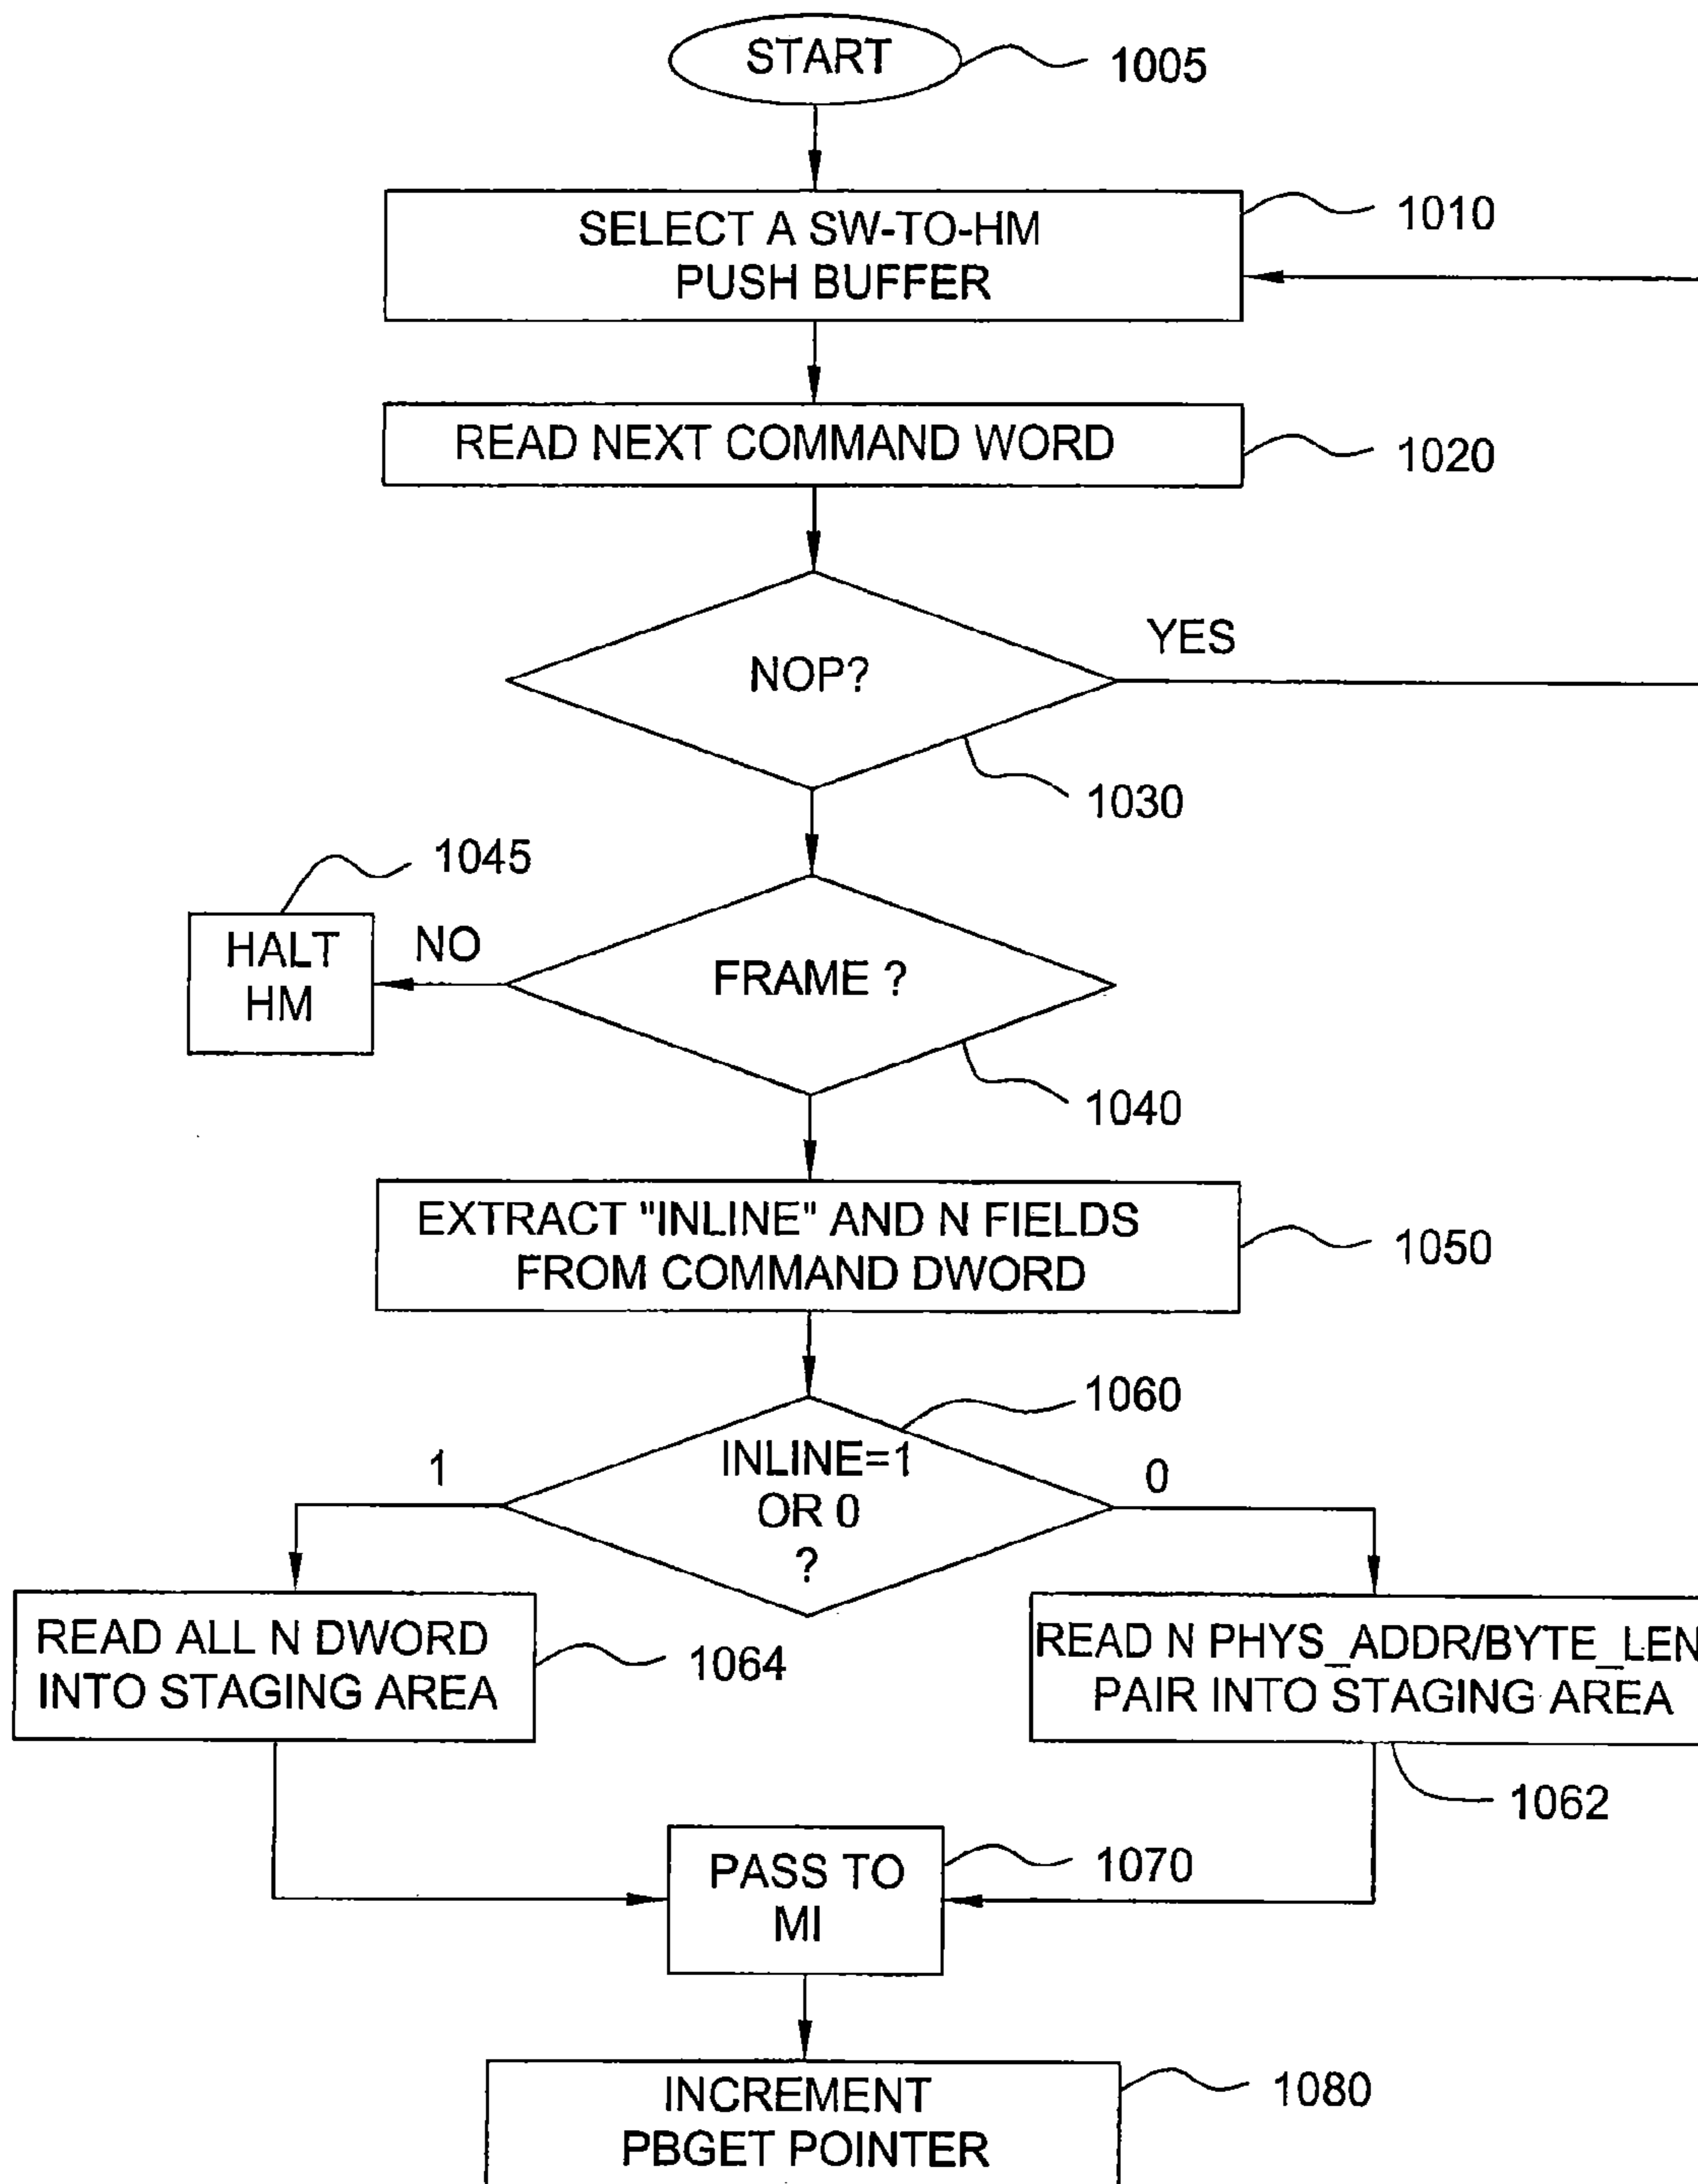 START
1005
SELECT A SW-TO-HM
PUSH BUFFER
1010
READ NEXT COMMAND WORD
1020
NOP?
YES
1030
1045
HALT
HM
NO
FRAME ?
1040
EXTRACT "INLINE" AND N FIELDS
FROM COMMAND DWORD
1050
1060
INLINE=1
OR 0
?
1
0
READ ALL N DWORD
INTO STAGING AREA
1064
READ N PHYS_ADDR/BYTE_LEN
PAIR INTO STAGING AREA
1062
PASS TO
MI
1070
INCREMENT
PBGET POINTER
1080